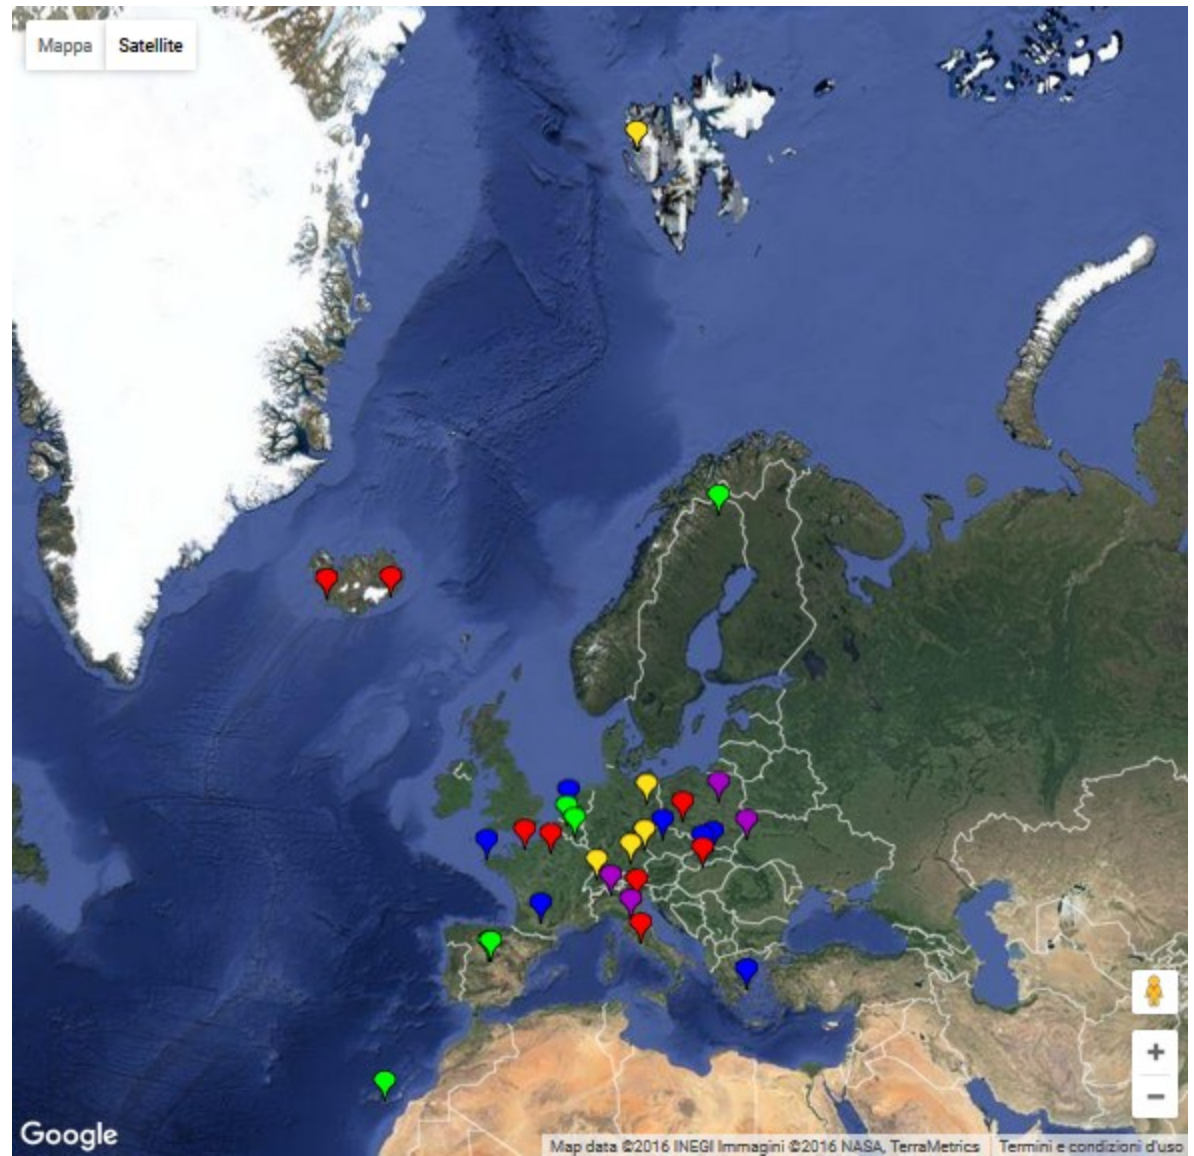 Mappa
Satellite
+
−
Google
Map data ©2016 INEGI Immagini ©2016 NASA, TerraMetrics
Termini e condizioni d'uso